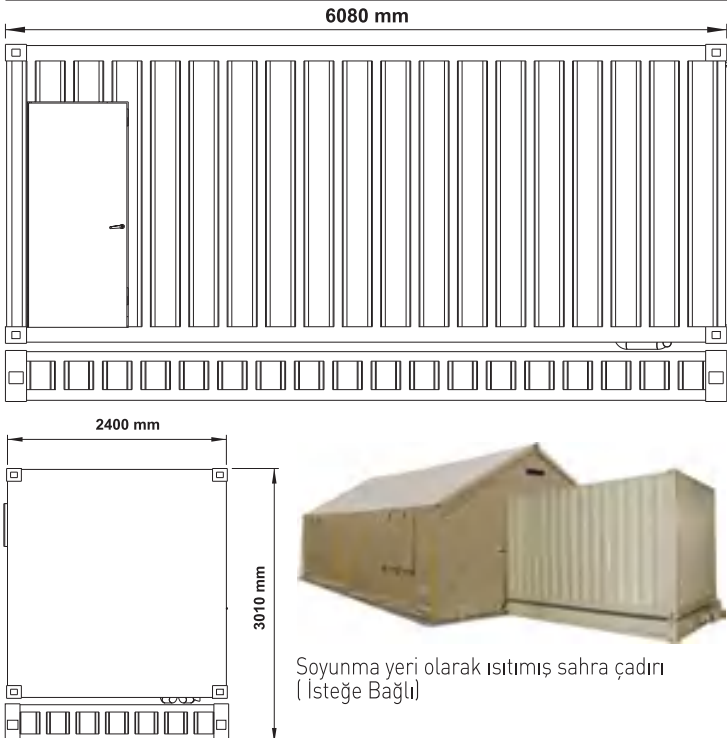 6080 mm
2400 mm
3010 mm
Soyunma yeri olarak ısıtımış sahra çadırı
( İsteğe Bağlı)